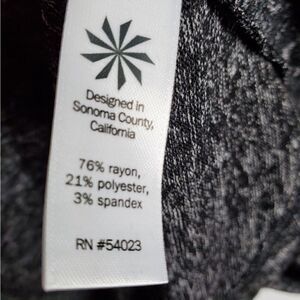 Designed in
Sonoma County,
California
76% rayon,
21% polyester,
3% spandex
RN #54023